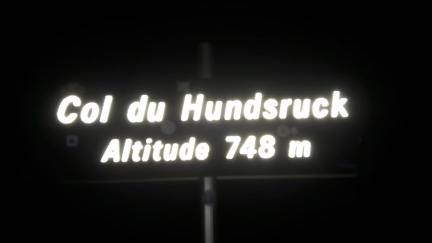 Col du Hundsruck
Altitude 748 m